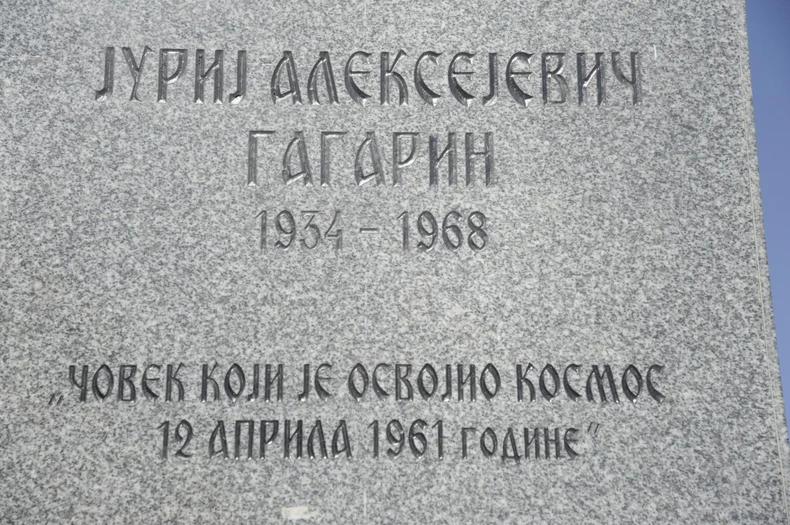 ЈУРИЈ АЛЕКСЕЈЕВИЧ
ГАГАРИН
1934 – 1968
„ЧОВЕК КОЈИ ЈЕ ОСВОЈИО КОСМОС
12 АПРИЛА 1961 ГОДИНЕ”